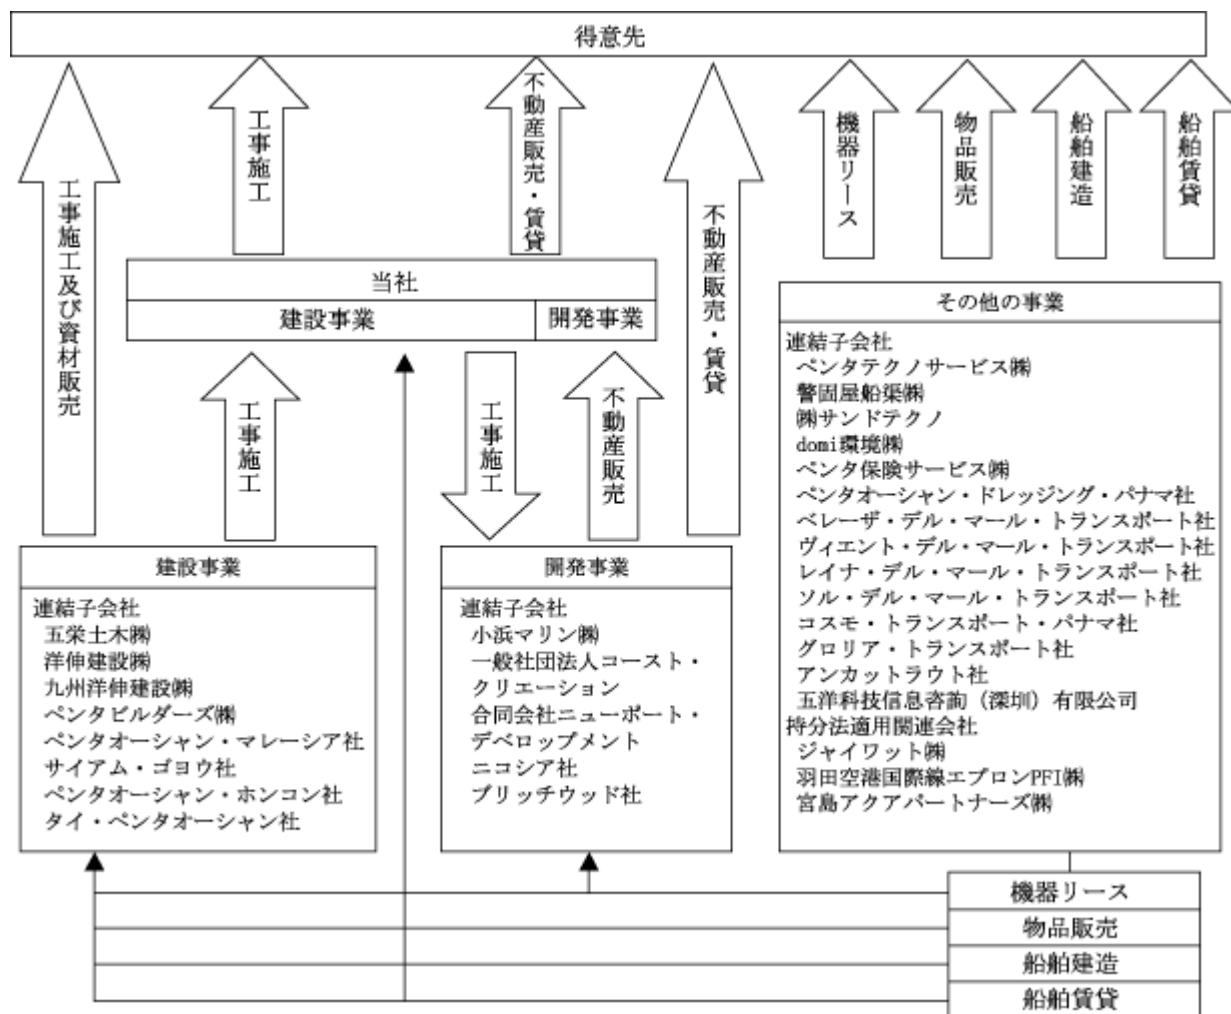 得意先
工事施工及び資材販売
工事施工
不動産販売・賃貸
不動産販売・賃貸
機器リース
物品販売
船舶建造
船舶賃貸
当社
建設事業
開発事業
工事施工
工事施工
不動産販売
建設事業
連結子会社
五栄土木㈱
洋伸建設㈱
九州洋伸建設㈱
ペンタビルダーズ㈱
ペンタオーシャン・マレーシア社
サイアム・ゴヨウ社
ペンタオーシャン・ホンコン社
タイ・ペンタオーシャン社
開発事業
連結子会社
小浜マリン㈱
一般社団法人コースト・
クリエーション
合同会社ニューポート・
デベロップメント
ニコシア社
ブリッチウッド社
その他の事業
連結子会社
ペンタテクノサービス㈱
警固屋船渠㈱
㈱サンドテクノ
domi環境㈱
ペンタ保険サービス㈱
ペンタオーシャン・ドレッジング・パナマ社
ベレーザ・デル・マール・トランスポート社
ヴィエント・デル・マール・トランスポート社
レイナ・デル・マール・トランスポート社
ソル・デル・マール・トランスポート社
コスモ・トランスポート・パナマ社
グロリア・トランスポート社
アンカットラウト社
五洋科技信息咨詢（深圳）有限公司
持分法適用関連会社
ジャイワット㈱
羽田空港国際線エプロンPFI㈱
宮島アクアパートナーズ㈱
機器リース
物品販売
船舶建造
船舶賃貸